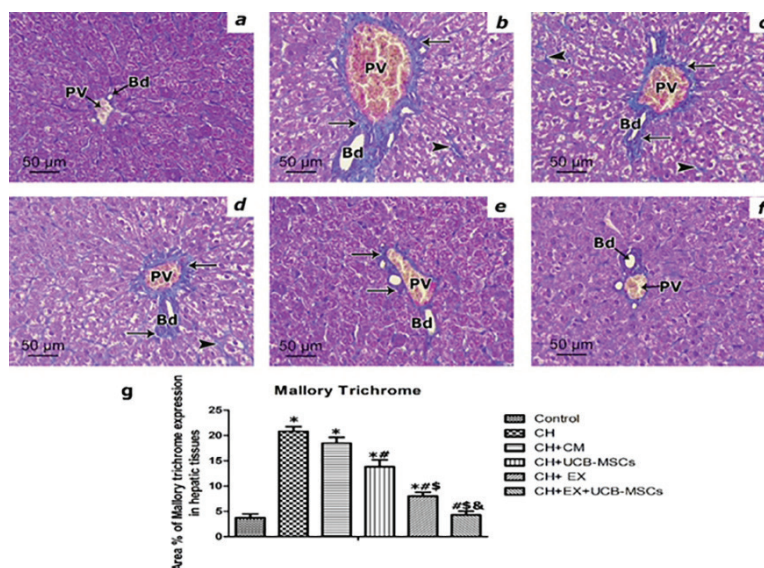 a
PV
Bd
50 µm
b
PV
Bd
50 µm
c
PV
Bd
50 µm
d
PV
Bd
50 µm
e
PV
Bd
50 µm
f
Bd
PV
50 µm
g
Mallory Trichrome
Area % of Mallory trichrome expression
in hepatic tissues
25
20
15
10
5
0
*
*
*#
*#$
#$&
Control
CH
CH+CM
CH+UCB-MSCs
CH+ EX
CH+EX+UCB-MSCs